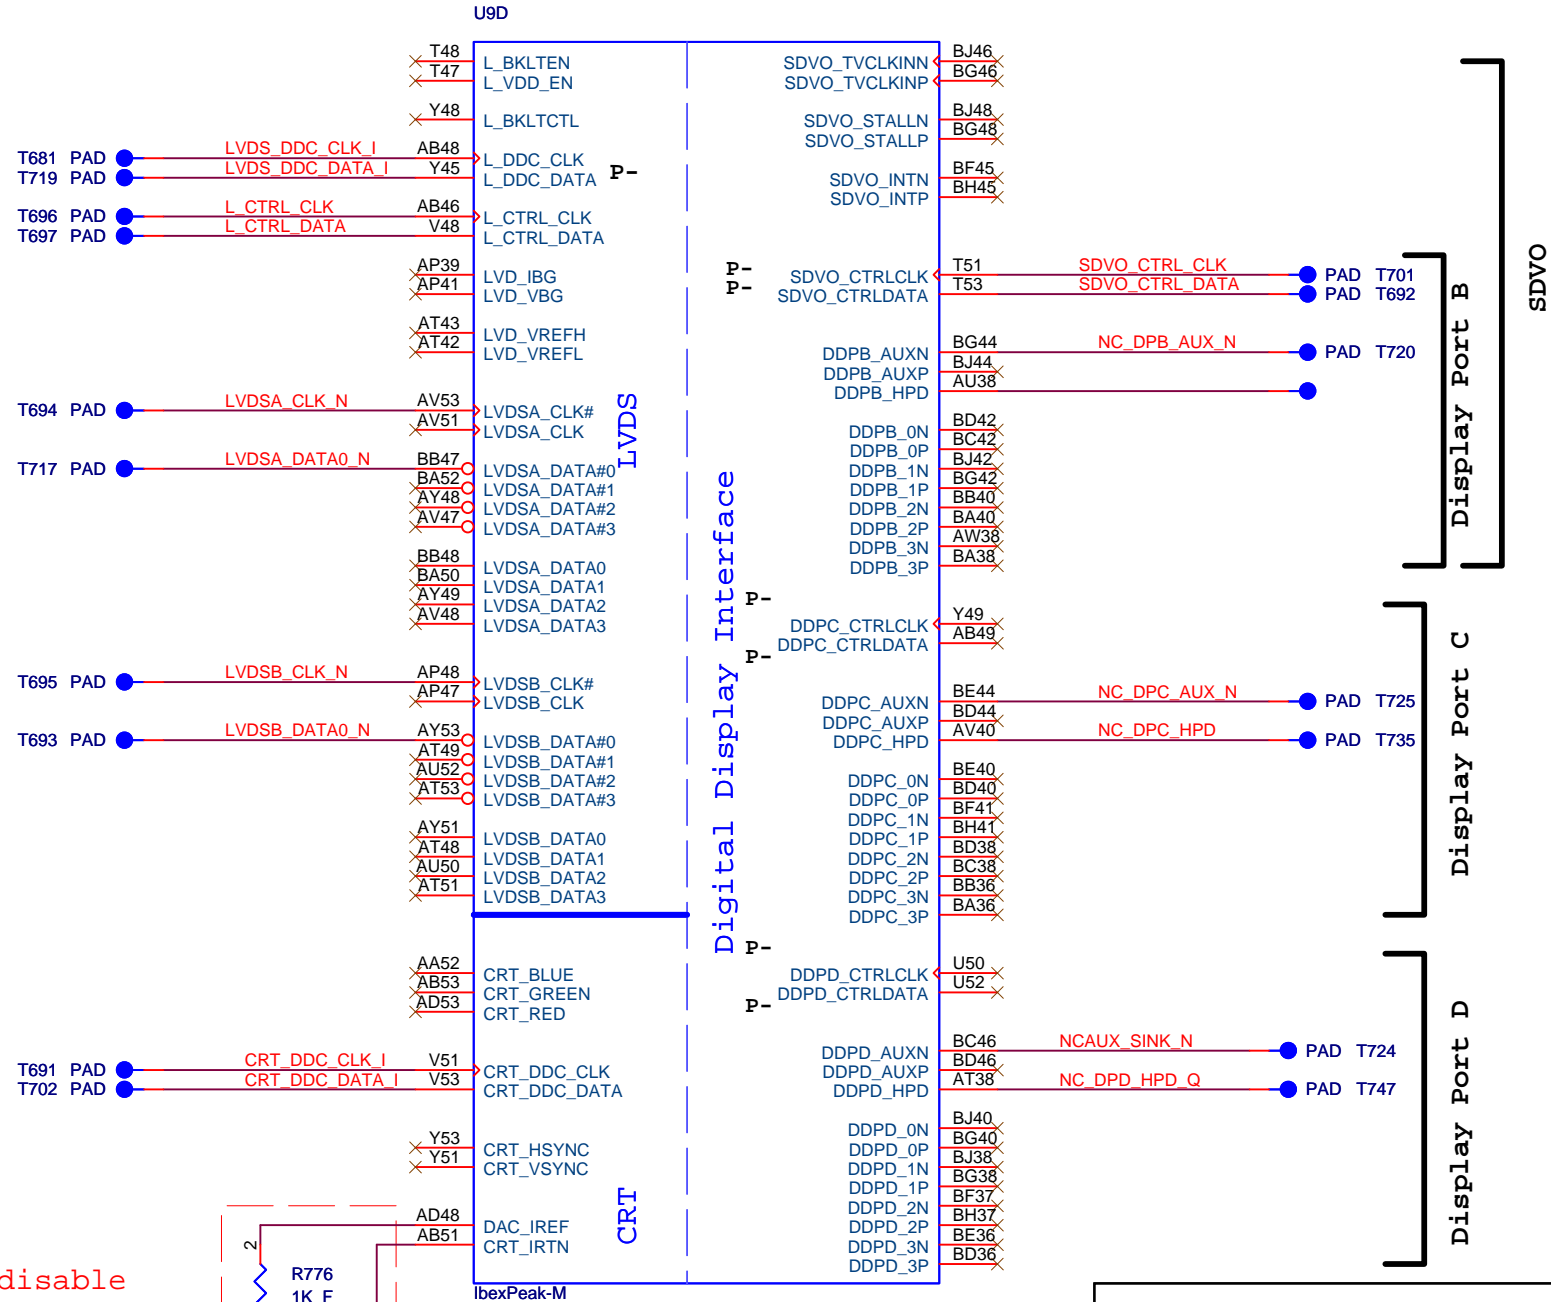 U9D
T48 L_BKLTEN
T47 L_VDD_EN
Y48 L_BKLTCTL
T681 PAD LVDS_DDC_CLK_I AB48 L_DDC_CLK
T719 PAD LVDS_DDC_DATA_I Y45 L_DDC_DATA P-
T696 PAD L_CTRL_CLK AB46 L_CTRL_CLK
T697 PAD L_CTRL_DATA V48 L_CTRL_DATA
AP39 LVD_IBG
AP41 LVD_VBG
AT43 LVD_VREFH
AT42 LVD_VREFL
T694 PAD LVDSA_CLK_N AV53 LVDSA_CLK#
AV51 LVDSA_CLK
T717 PAD LVDSA_DATA0_N BB47 LVDSA_DATA#0
BA52 LVDSA_DATA#1
AY48 LVDSA_DATA#2
AV47 LVDSA_DATA#3
BB48 LVDSA_DATA0
BA50 LVDSA_DATA1
AY49 LVDSA_DATA2
AV48 LVDSA_DATA3
T695 PAD LVDSB_CLK_N AP48 LVDSB_CLK#
AP47 LVDSB_CLK
T693 PAD LVDSB_DATA0_N AY53 LVDSB_DATA#0
AT49 LVDSB_DATA#1
AU52 LVDSB_DATA#2
AT53 LVDSB_DATA#3
AY51 LVDSB_DATA0
AT48 LVDSB_DATA1
AU50 LVDSB_DATA2
AT51 LVDSB_DATA3
LVDS
AA52 CRT_BLUE
AB53 CRT_GREEN
AD53 CRT_RED
T691 PAD CRT_DDC_CLK_I V51 CRT_DDC_CLK
T702 PAD CRT_DDC_DATA_I V53 CRT_DDC_DATA
Y53 CRT_HSYNC
Y51 CRT_VSYNC
AD48 DAC_IREF
AB51 CRT_IRTN
CRT
2
R776
1K_F
disable
IbexPeak-M
Digital Display Interface
SDVO_TVCLKINN BJ46
SDVO_TVCLKINP BG46
SDVO_STALLN BJ48
SDVO_STALLP BG48
SDVO_INTN BF45
SDVO_INTP BH45
P- SDVO_CTRLCLK T51 SDVO_CTRL_CLK PAD T701
P- SDVO_CTRLDATA T53 SDVO_CTRL_DATA PAD T692
DDPB_AUXN BG44 NC_DPB_AUX_N PAD T720
DDPB_AUXP BJ44
DDPB_HPD AU38
DDPB_0N BD42
DDPB_0P BC42
DDPB_1N BJ42
DDPB_1P BG42
DDPB_2N BB40
DDPB_2P BA40
DDPB_3N AW38
DDPB_3P BA38
Display Port B
SDVO
P-
DDPC_CTRLCLK Y49
DDPC_CTRLDATA AB49
P-
DDPC_AUXN BE44 NC_DPC_AUX_N PAD T725
DDPC_AUXP BD44
DDPC_HPD AV40 NC_DPC_HPD PAD T735
DDPC_0N BE40
DDPC_0P BD40
DDPC_1N BF41
DDPC_1P BH41
DDPC_2N BD38
DDPC_2P BC38
DDPC_3N BB36
DDPC_3P BA36
Display Port C
P-
DDPD_CTRLCLK U50
DDPD_CTRLDATA U52
P-
DDPD_AUXN BC46 NCAUX_SINK_N PAD T724
DDPD_AUXP BD46
DDPD_HPD AT38 NC_DPD_HPD_Q PAD T747
DDPD_0N BJ40
DDPD_0P BG40
DDPD_1N BJ38
DDPD_1P BG38
DDPD_2N BF37
DDPD_2P BH37
DDPD_3N BE36
DDPD_3P BD36
Display Port D